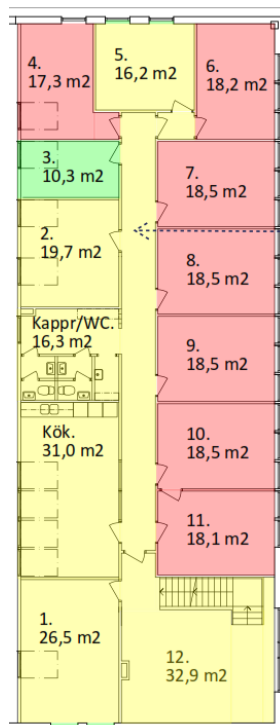 5.
16,2 m2
4.
17,3 m2
6.
18,2 m2
3.
10,3 m2
7.
18,5 m2
2.
19,7 m2
8.
18,5 m2
Kappr/WC.
16,3 m2
9.
18,5 m2
Kök.
31,0 m2
10.
18,5 m2
11.
18,1 m2
1.
26,5 m2
12.
32,9 m2